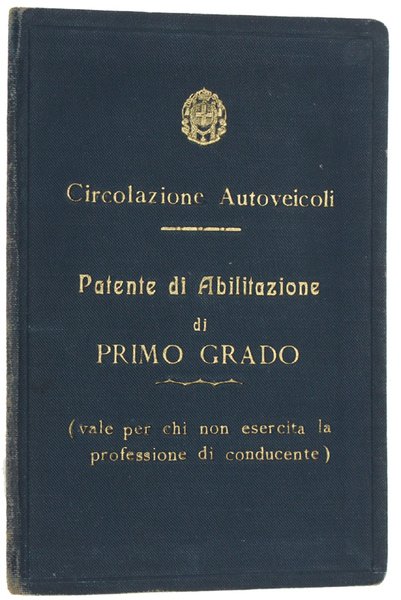 Circolazione Autoveicoli
Patente di Abilitazione
di
PRIMO GRADO
(vale per chi non esercita la
professione di conducente)